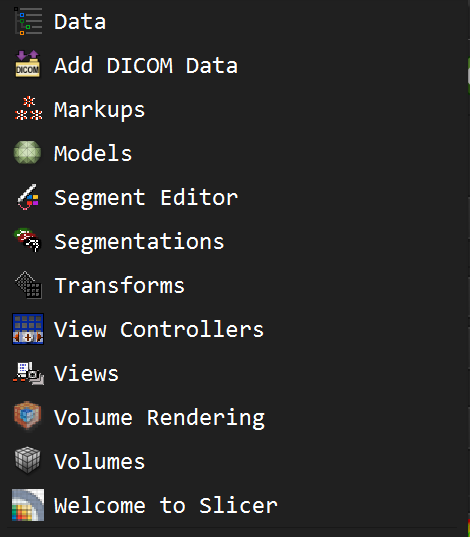 Data
DICOM
Add DICOM Data
Markups
Models
Segment Editor
Segmentations
Transforms
View Controllers
Views
Volume Rendering
Volumes
Welcome to Slicer